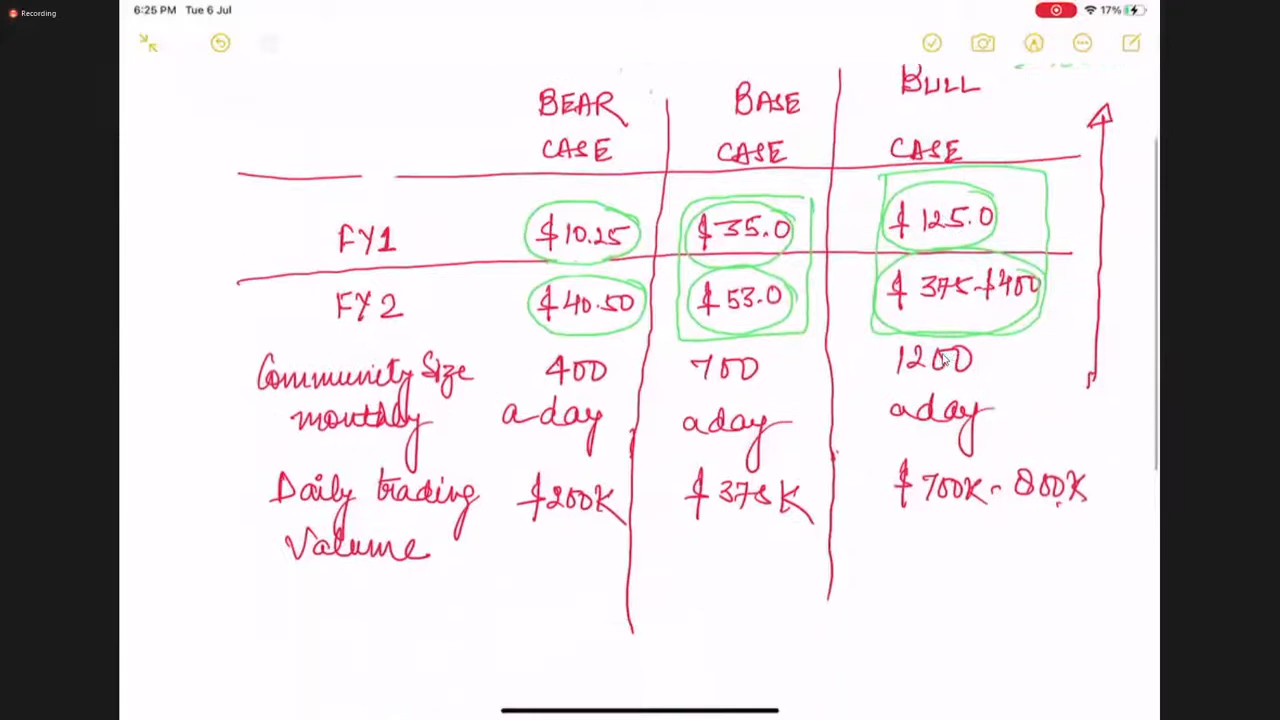 Recording
6:25 PM Tue 6 Jul
17%
BEAR CASE
BASE CASE
BULL CASE
FY1 $10.25 $35.0 $125.0
FY2 $40.50 $53.0 $375-$400
Community Size 400 700 1200
monthly a day a day a day
Daily trading $200K $375K $700K - 800K
Valume